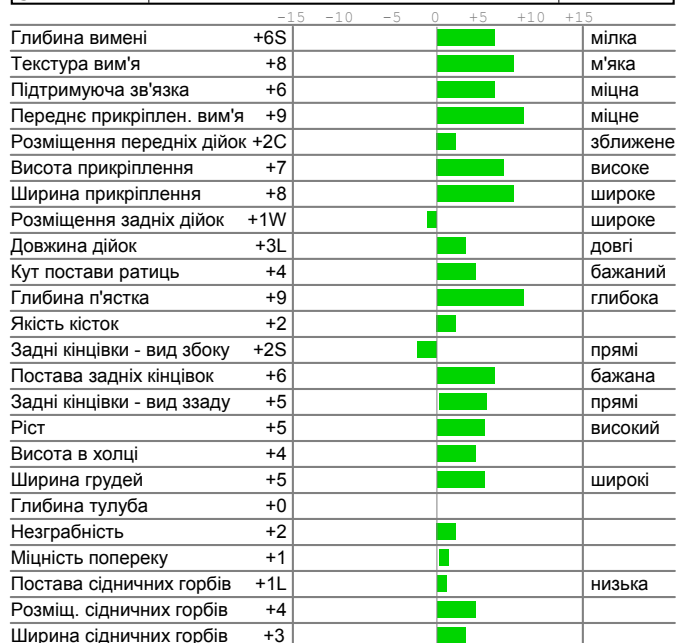 -15 -10 -5 0 +5 +10 +15
Глибина вимені +6S мілка
Текстура вим'я +8 м'яка
Підтримуюча зв'язка +6 міцна
Переднє прикріплен. вим'я +9 міцне
Розміщення передніх дійок +2C зближене
Висота прикріплення +7 високе
Ширина прикріплення +8 широке
Розміщення задніх дійок +1W широке
Довжина дійок +3L довгі
Кут постави ратиць +4 бажаний
Глибина п'ястка +9 глибока
Якість кісток +2
Задні кінцівки - вид збоку +2S прямі
Постава задніх кінцівок +6 бажана
Задні кінцівки - вид ззаду +5 прямі
Ріст +5 високий
Висота в холці +4
Ширина грудей +5 широкі
Глибина тулуба +0
Незграбність +2
Міцність попереку +1
Постава сідничних горбів +1L низька
Розміщ. сідничних горбів +4
Ширина сідничних горбів +3